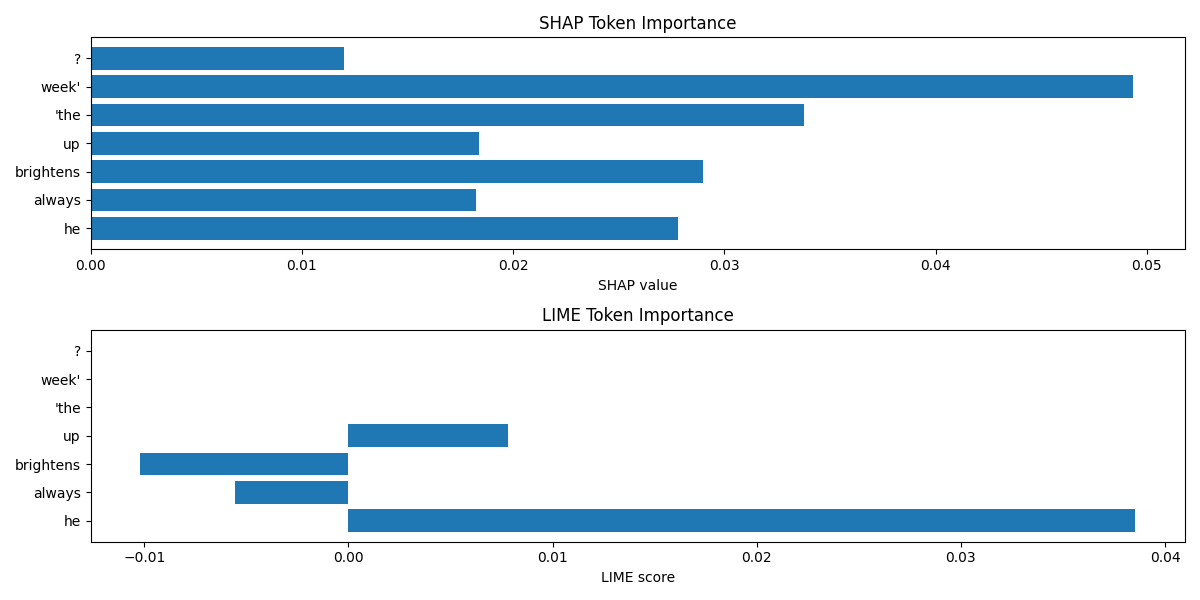 SHAP Token Importance
?
week'
'the
up
brightens
always
he
0.00 0.01 0.02 0.03 0.04 0.05
SHAP value
LIME Token Importance
?
week'
'the
up
brightens
always
he
−0.01 0.00 0.01 0.02 0.03 0.04
LIME score